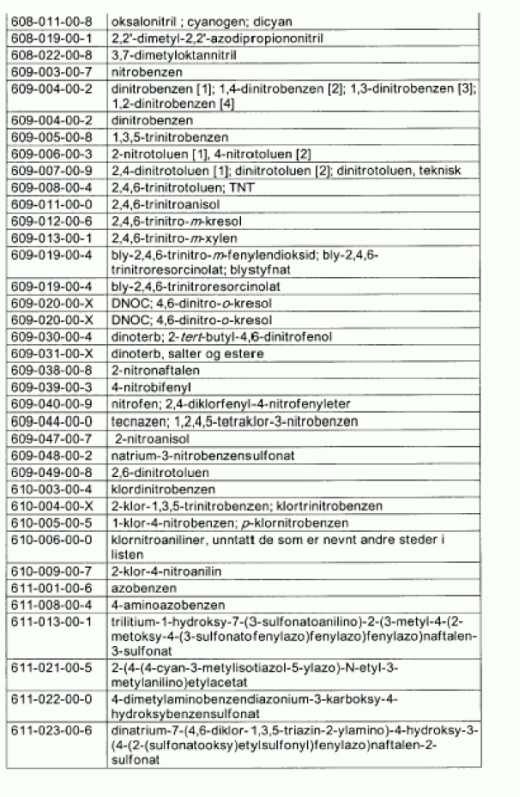 608-011-00-8 oksalonitril ; cyanogen; dicyan
608-019-00-1 2,2'-dimetyl-2,2'-azodipropiononitril
608-022-00-8 3,7-dimetyloktannitril
609-003-00-7 nitrobenzen
609-004-00-2 dinitrobenzen [1]; 1,4-dinitrobenzen [2]; 1,3-dinitrobenzen [3];
1,2-dinitrobenzen [4]
609-004-00-2 dinitrobenzen
609-005-00-8 1,3,5-trinitrobenzen
609-006-00-3 2-nitrotoluen [1], 4-nitrotoluen [2]
609-007-00-9 2,4-dinitrotoluen [1]; dinitrotoluen [2]; dinitrotoluen, teknisk
609-008-00-4 2,4,6-trinitrotoluen; TNT
609-011-00-0 2,4,6-trinitroanisol
609-012-00-6 2,4,6-trinitro-m-kresol
609-013-00-1 2,4,6-trinitro-m-xylen
609-019-00-4 bly-2,4,6-trinitro-m-fenylendioksid; bly-2,4,6-
trinitroresorcinolat; blystyfnat
609-019-00-4 bly-2,4,6-trinitroresorcinolat
609-020-00-X DNOC; 4,6-dinitro-o-kresol
609-020-00-X DNOC; 4,6-dinitro-o-kresol
609-030-00-4 dinoterb; 2-tert-butyl-4,6-dinitrofenol
609-031-00-X dinoterb, salter og estere
609-038-00-8 2-nitronaftalen
609-039-00-3 4-nitrobifenyl
609-040-00-9 nitrofen; 2,4-diklorfenyl-4-nitrofenyleter
609-044-00-0 tecnazen; 1,2,4,5-tetraklor-3-nitrobenzen
609-047-00-7 2-nitroanisol
609-048-00-2 natrium-3-nitrobenzensulfonat
609-049-00-8 2,6-dinitrotoluen
610-003-00-4 klordinitrobenzen
610-004-00-X 2-klor-1,3,5-trinitrobenzen; klortrinitrobenzen
610-005-00-5 1-klor-4-nitrobenzen; p-klornitrobenzen
610-006-00-0 klornitroaniliner, unntatt de som er nevnt andre steder i
listen
610-009-00-7 2-klor-4-nitroanilin
611-001-00-6 azobenzen
611-008-00-4 4-aminoazobenzen
611-013-00-1 trilitium-1-hydroksy-7-(3-sulfonatoanilino)-2-(3-metyl-4-(2-
metoksy-4-(3-sulfonatofenylazo)fenylazo)fenylazo)naftalen-
3-sulfonat
611-021-00-5 2-(4-(4-cyan-3-metylisotiazol-5-ylazo)-N-etyl-3-
metylanilino)etylacetat
611-022-00-0 4-dimetylaminobenzendiazonium-3-karboksy-4-
hydroksybenzensulfonat
611-023-00-6 dinatrium-7-(4,6-diklor-1,3,5-triazin-2-ylamino)-4-hydroksy-3-
(4-(2-(sulfonatooksy)etylsulfonyl)fenylazo)naftalen-2-
sulfonat